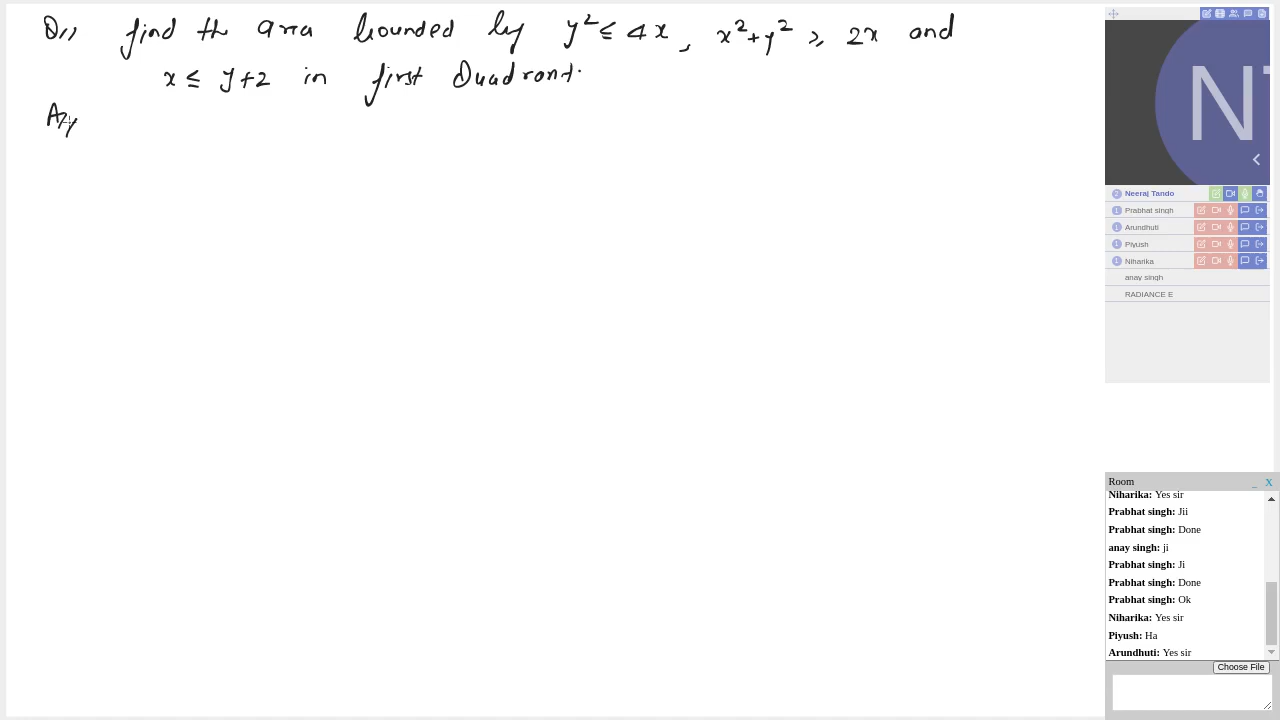 Q1, find the area bounded by y² ≤ 4x, x²+y² ≥ 2x and
x ≤ y+2 in first Quadrant.
A,
NT
Neeraj Tando
Prabhat singh
Arundhuti
Piyush
Niharika
anay singh
RADIANCE E
Room _ X
Niharika: Yes sir
Prabhat singh: Jii
Prabhat singh: Done
anay singh: ji
Prabhat singh: Ji
Prabhat singh: Done
Prabhat singh: Ok
Niharika: Yes sir
Piyush: Ha
Arundhuti: Yes sir
Choose File